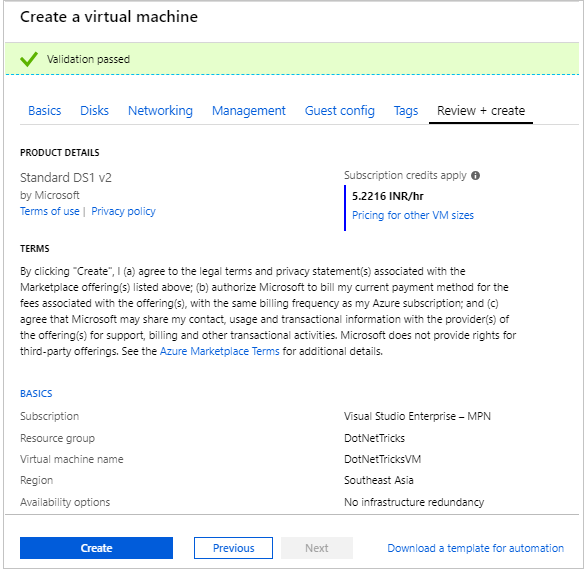 Create a virtual machine
Validation passed
Basics Disks Networking Management Guest config Tags Review + create
PRODUCT DETAILS
Standard DS1 v2
by Microsoft
Terms of use | Privacy policy
Subscription credits apply
5.2216 INR/hr
Pricing for other VM sizes
TERMS
By clicking "Create", I (a) agree to the legal terms and privacy statement(s) associated with the
Marketplace offering(s) listed above; (b) authorize Microsoft to bill my current payment method for the
fees associated with the offering(s), with the same billing frequency as my Azure subscription; and (c)
agree that Microsoft may share my contact, usage and transactional information with the provider(s) of
the offering(s) for support, billing and other transactional activities. Microsoft does not provide rights for
third-party offerings. See the Azure Marketplace Terms for additional details.
BASICS
Subscription Visual Studio Enterprise – MPN
Resource group DotNetTricks
Virtual machine name DotNetTricksVM
Region Southeast Asia
Availability options No infrastructure redundancy
Create Previous Next Download a template for automation